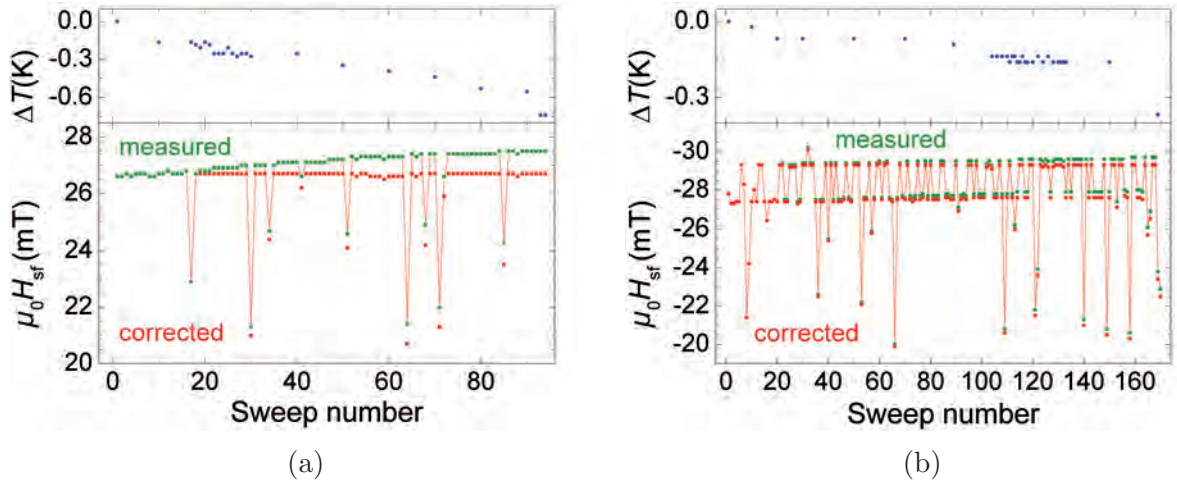 0.0
-0.3
-0.6
ΔT(K)
28
26
24
22
20
μ₀Hsf (mT)
measured
corrected
0 20 40 60 80
Sweep number
(a)
0.0
-0.3
ΔT(K)
-30
-28
-26
-24
-22
-20
μ₀Hsf (mT)
measured
corrected
0 20 40 60 80 100 120 140 160
Sweep number
(b)